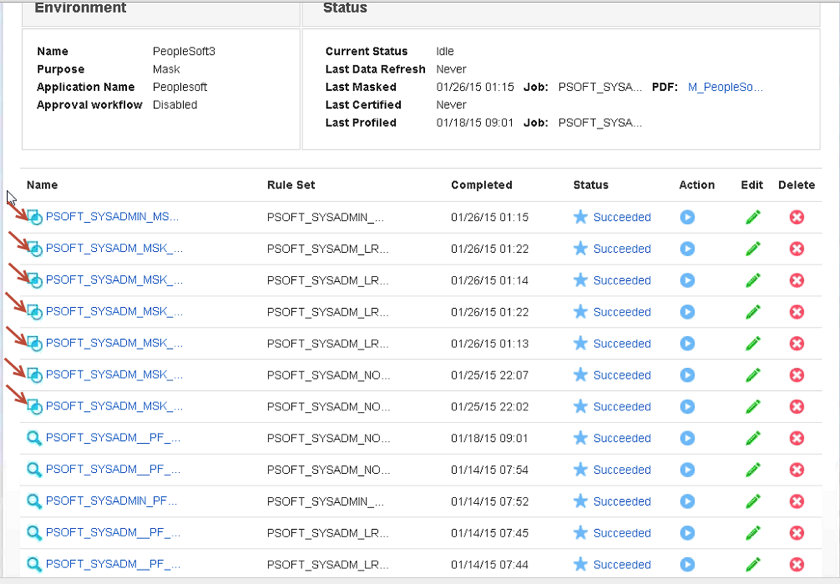 Environment
Status
Name PeopleSoft3
Purpose Mask
Application Name Peoplesoft
Approval workflow Disabled
Current Status Idle
Last Data Refresh Never
Last Masked 01/26/15 01:15 Job: PSOFT_SYSA... PDF: M_PeopleSo...
Last Certified Never
Last Profiled 01/18/15 09:01 Job: PSOFT_SYSA...
Name Rule Set Completed Status Action Edit Delete
PSOFT_SYSADMIN_MS... PSOFT_SYSADMIN_... 01/26/15 01:15 Succeeded
PSOFT_SYSADM_MSK_... PSOFT_SYSADM_LR... 01/26/15 01:22 Succeeded
PSOFT_SYSADM_MSK_... PSOFT_SYSADM_LR... 01/26/15 01:14 Succeeded
PSOFT_SYSADM_MSK_... PSOFT_SYSADM_LR... 01/26/15 01:22 Succeeded
PSOFT_SYSADM_MSK_... PSOFT_SYSADM_LR... 01/26/15 01:13 Succeeded
PSOFT_SYSADM_MSK_... PSOFT_SYSADM_NO... 01/25/15 22:07 Succeeded
PSOFT_SYSADM_MSK_... PSOFT_SYSADM_NO... 01/25/15 22:02 Succeeded
PSOFT_SYSADM__PF_... PSOFT_SYSADM_NO... 01/18/15 09:01 Succeeded
PSOFT_SYSADM__PF_... PSOFT_SYSADM_NO... 01/14/15 07:54 Succeeded
PSOFT_SYSADMIN_PF... PSOFT_SYSADMIN_... 01/14/15 07:52 Succeeded
PSOFT_SYSADM__PF_... PSOFT_SYSADM_LR... 01/14/15 07:45 Succeeded
PSOFT_SYSADM__PF_... PSOFT_SYSADM_LR... 01/14/15 07:44 Succeeded